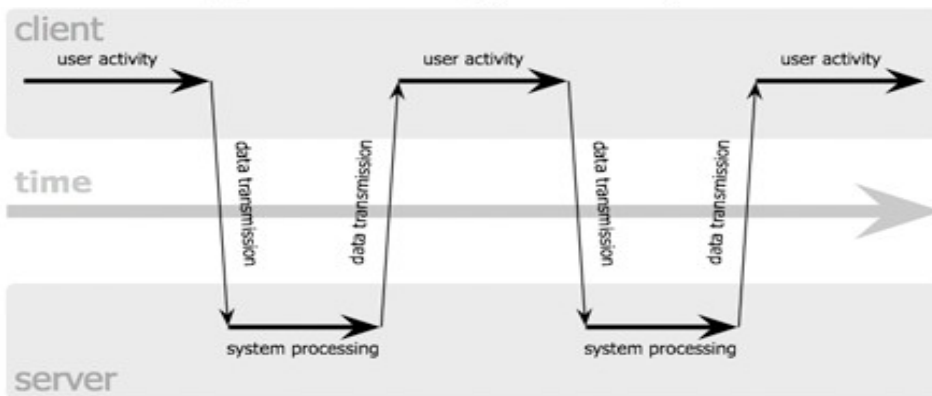 client
user activity
user activity
user activity
data transmission
data transmission
data transmission
data transmission
time
system processing
system processing
server